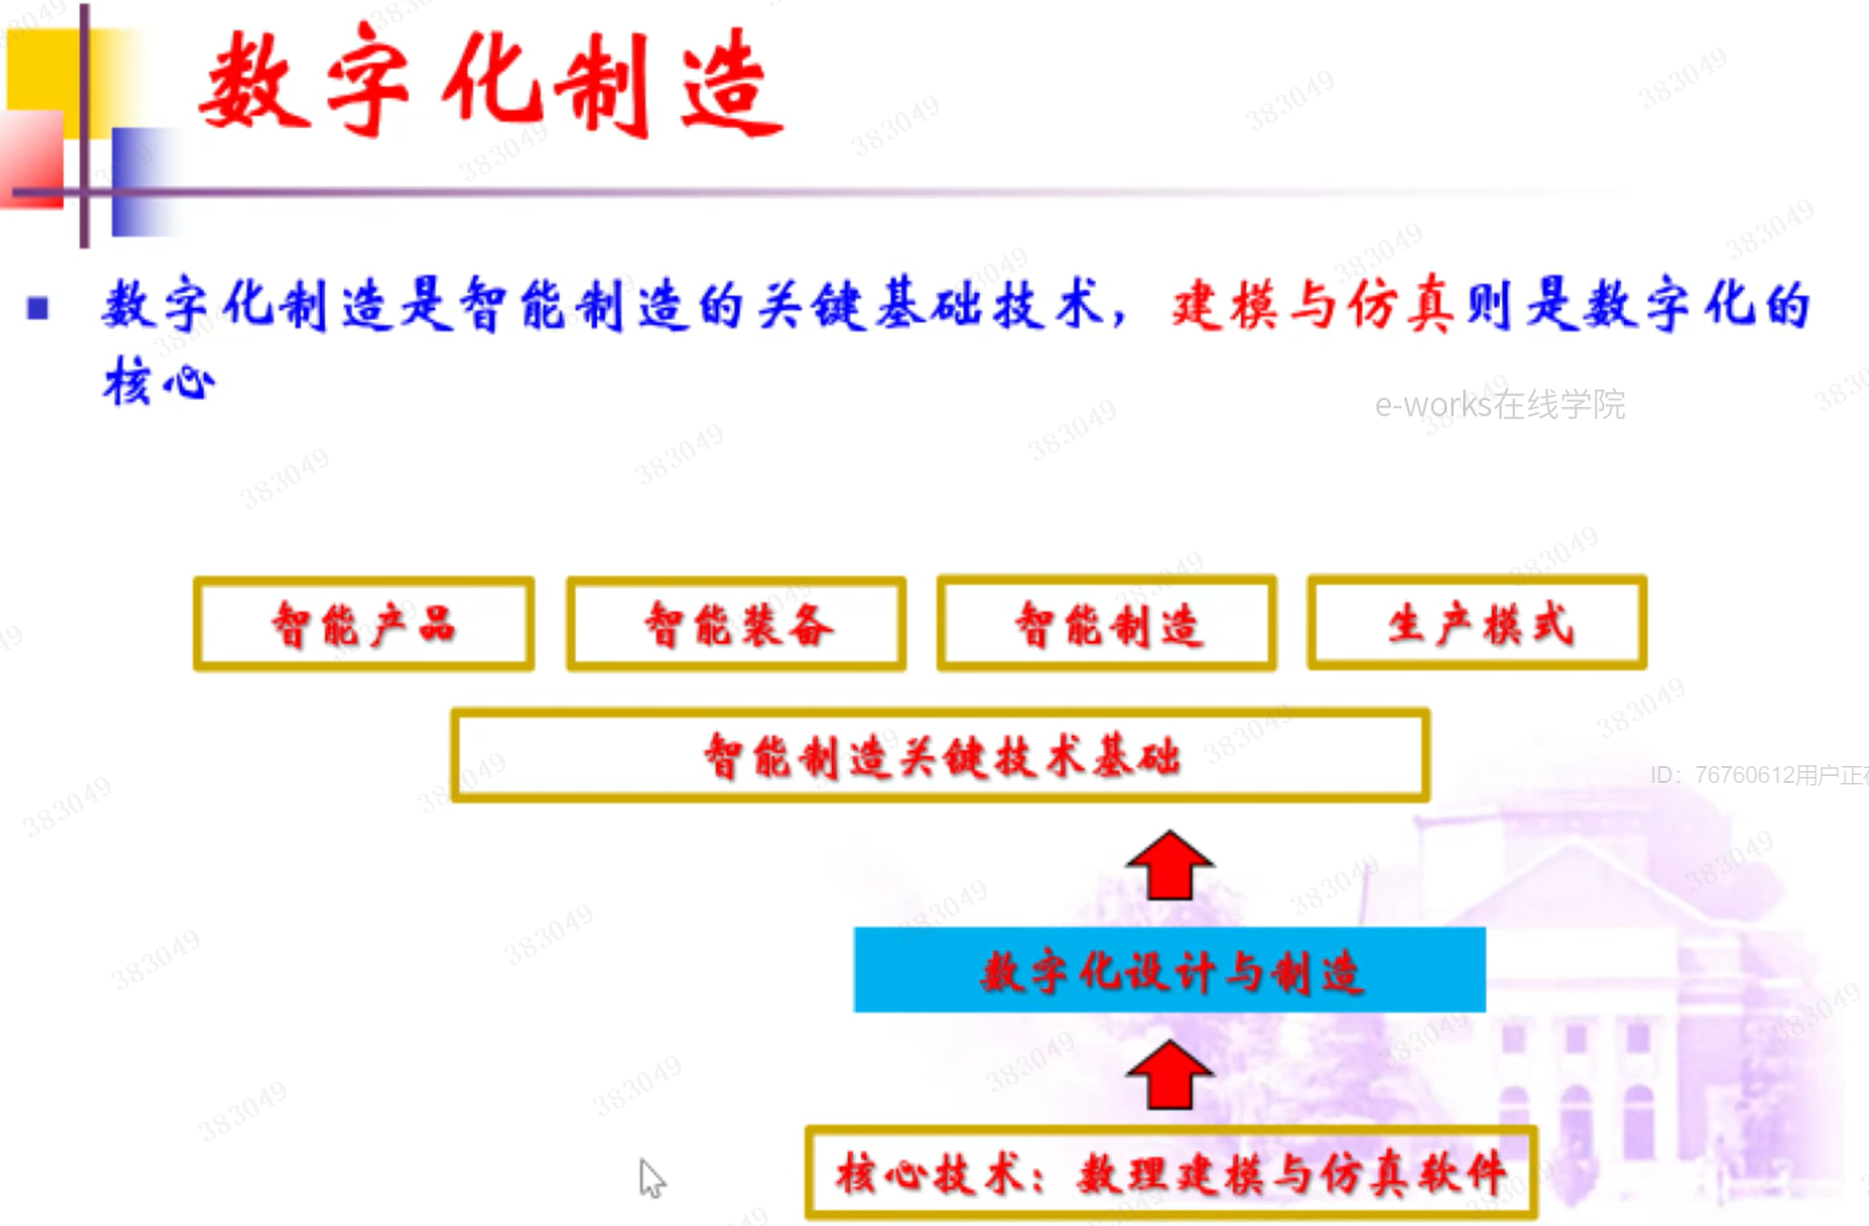 数字化制造
数字化制造是智能制造的关键基础技术，建模与仿真则是数字化的
核心
e-works在线学院
智能产品
智能装备
智能制造
生产模式
智能制造关键技术基础
ID：76760612用户正在
数字化设计与制造
核心技术：数理建模与仿真软件
383049